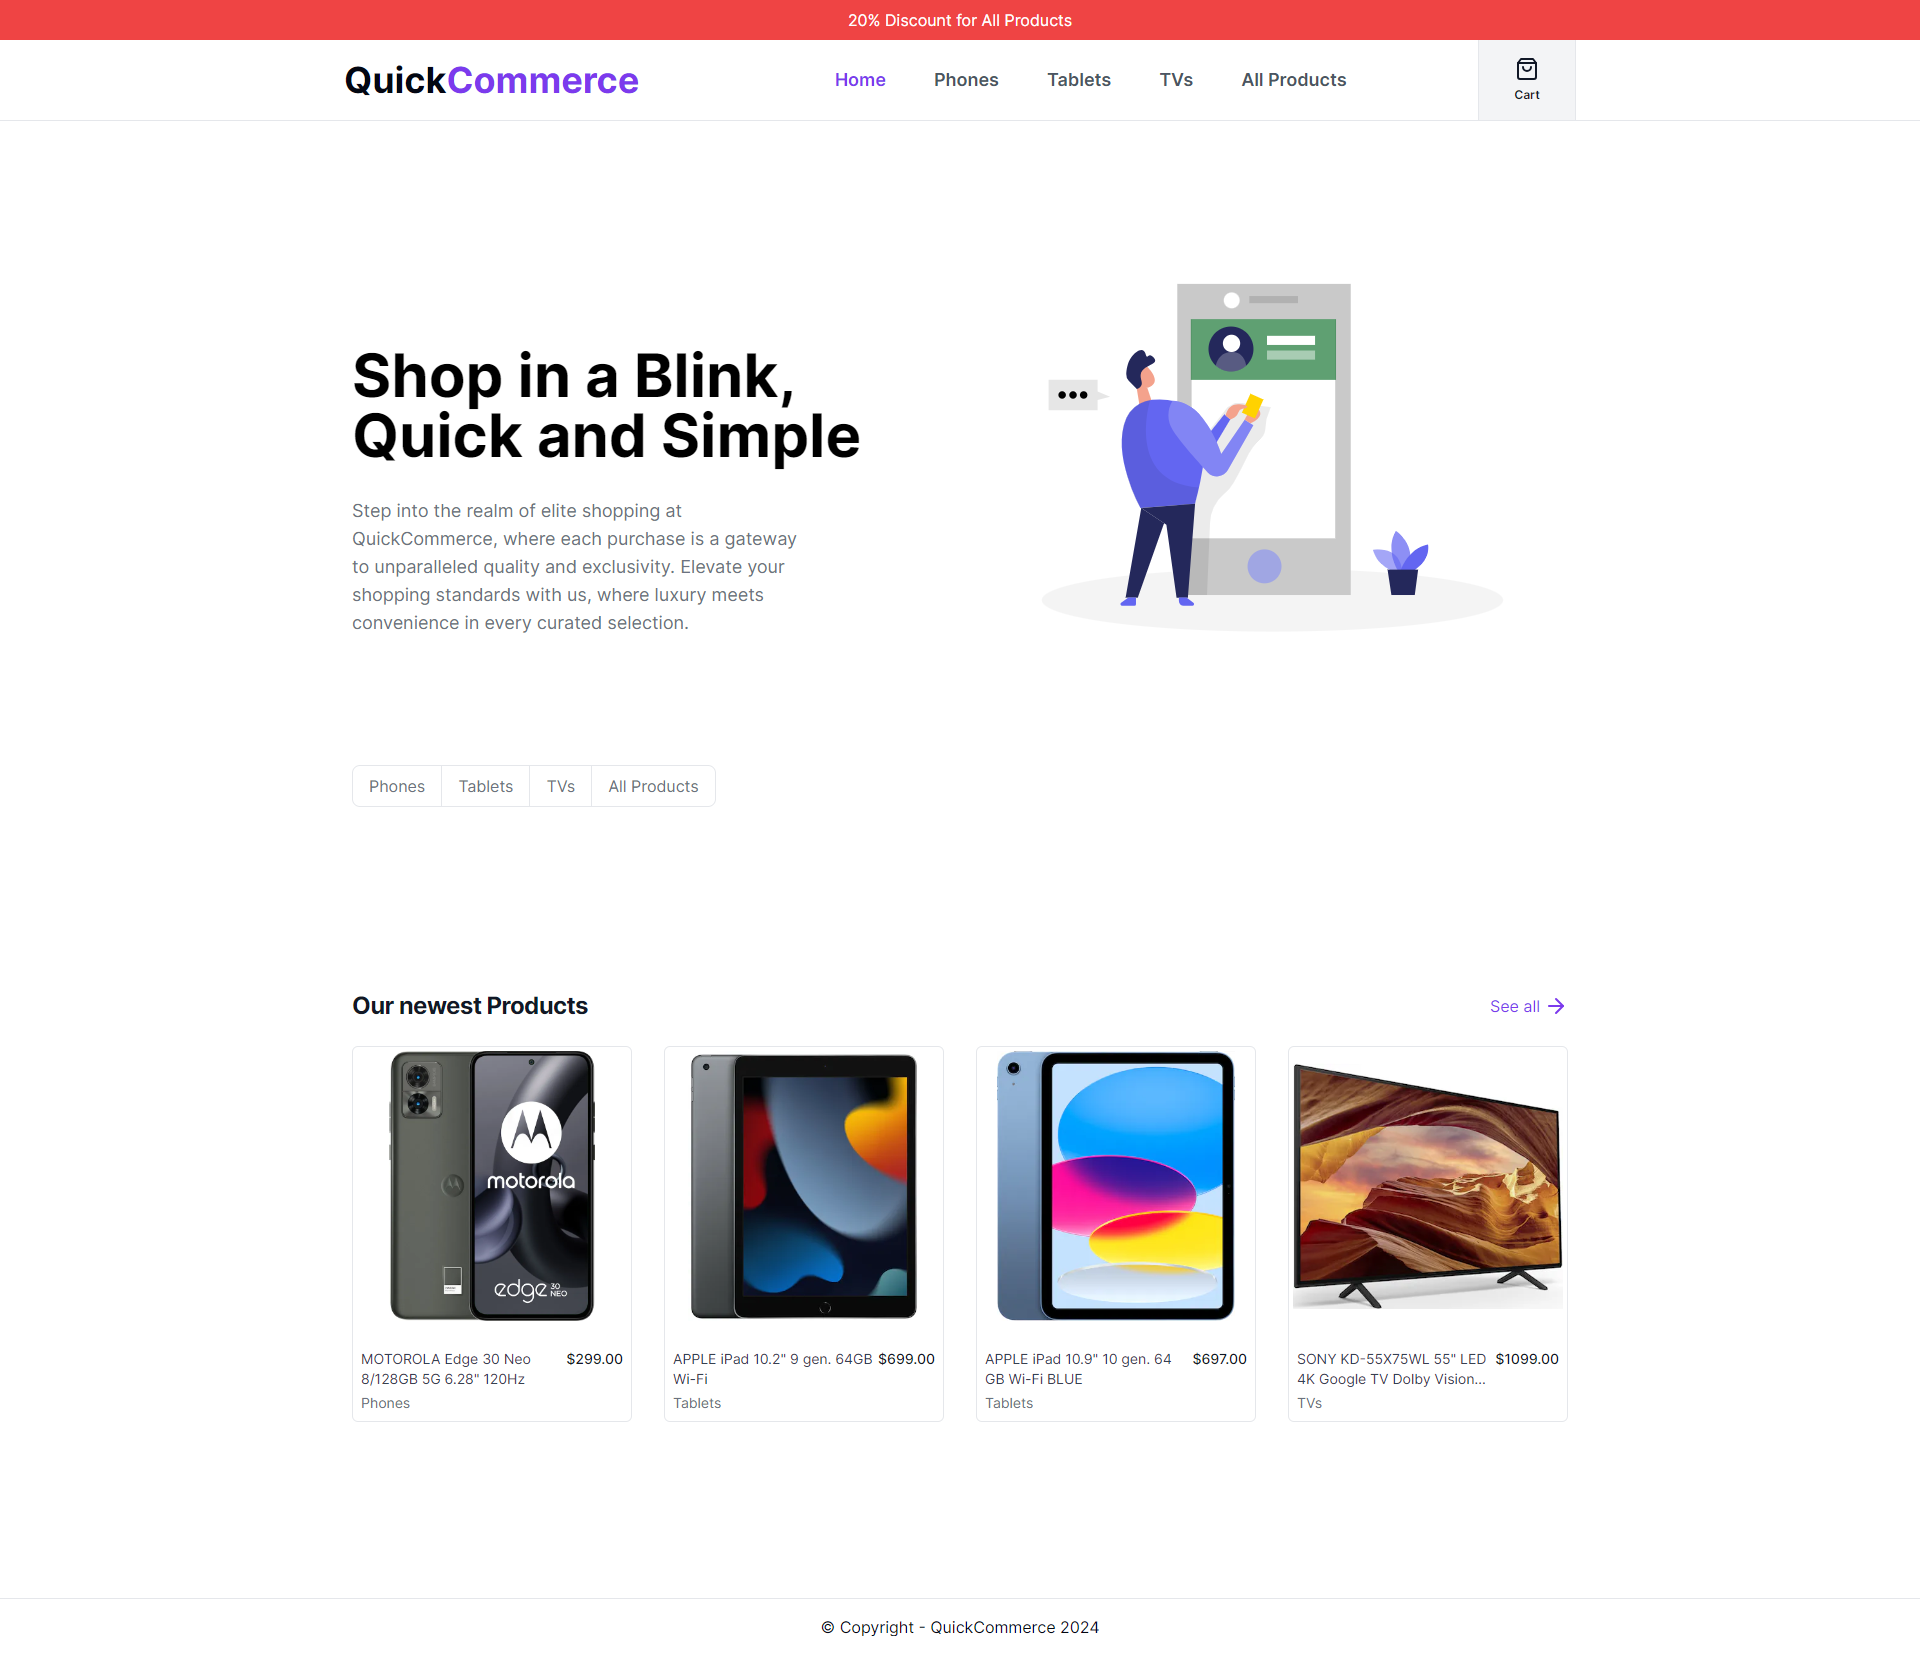 20% Discount for All Products
QuickCommerce
Home
Phones
Tablets
TVs
All Products
Cart
Shop in a Blink,
Quick and Simple
Step into the realm of elite shopping at
QuickCommerce, where each purchase is a gateway
to unparalleled quality and exclusivity. Elevate your
shopping standards with us, where luxury meets
convenience in every curated selection.
Phones
Tablets
TVs
All Products
Our newest Products
See all
motorola
edge 30 NEO
MOTOROLA Edge 30 Neo
8/128GB 5G 6.28" 120Hz
$299.00
Phones
APPLE iPad 10.2" 9 gen. 64GB
Wi-Fi
$699.00
Tablets
APPLE iPad 10.9" 10 gen. 64
GB Wi-Fi BLUE
$697.00
Tablets
SONY KD-55X75WL 55" LED
4K Google TV Dolby Vision...
$1099.00
TVs
© Copyright - QuickCommerce 2024